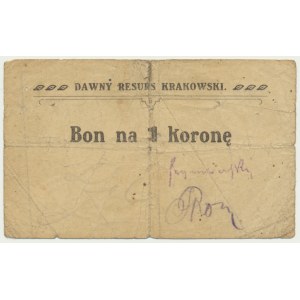 DAWNY RESURS KRAKOWSKI.
Bon na 1 koronę